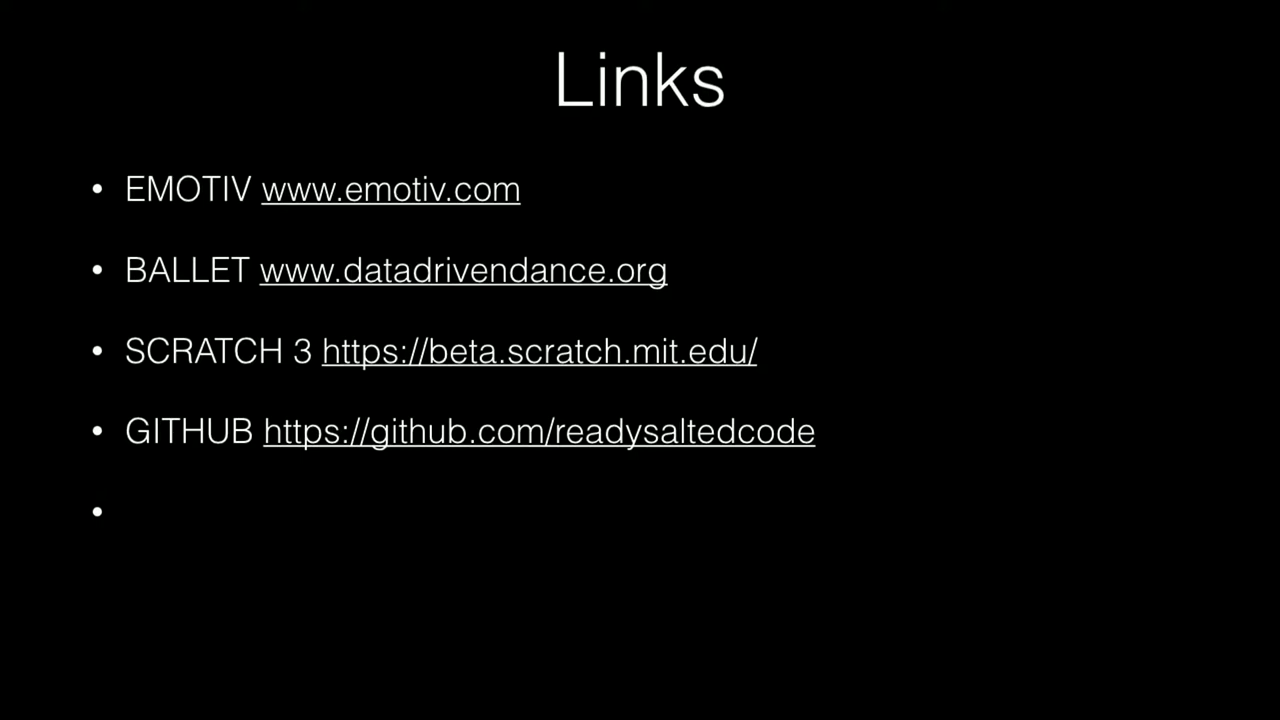 Links
• EMOTIV www.emotiv.com
• BALLET www.datadrivendance.org
• SCRATCH 3 https://beta.scratch.mit.edu/
• GITHUB https://github.com/readysaltedcode
•